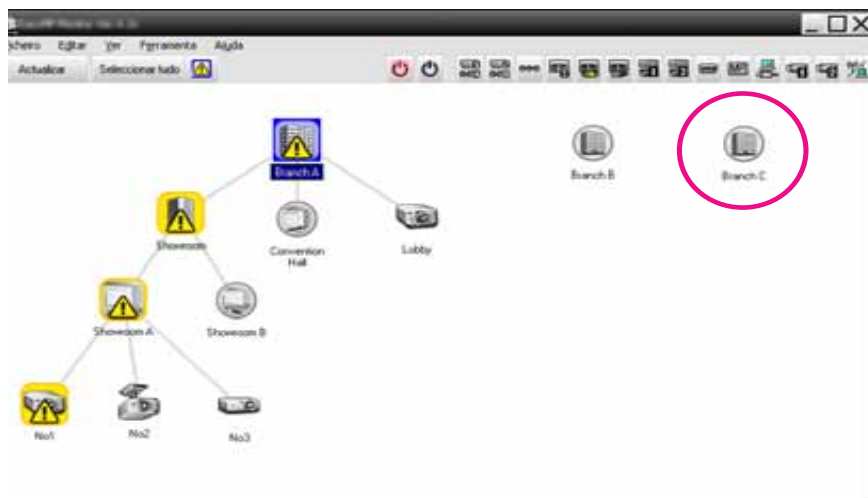 Editar Ver Ferramenta Ajuda
Actualizar Seleccionar tudo
Branch A
Branch B
Branch C
Showroom
Convention
Hall
Lobby
Showroom A
Showroom B
No1
No2
No3